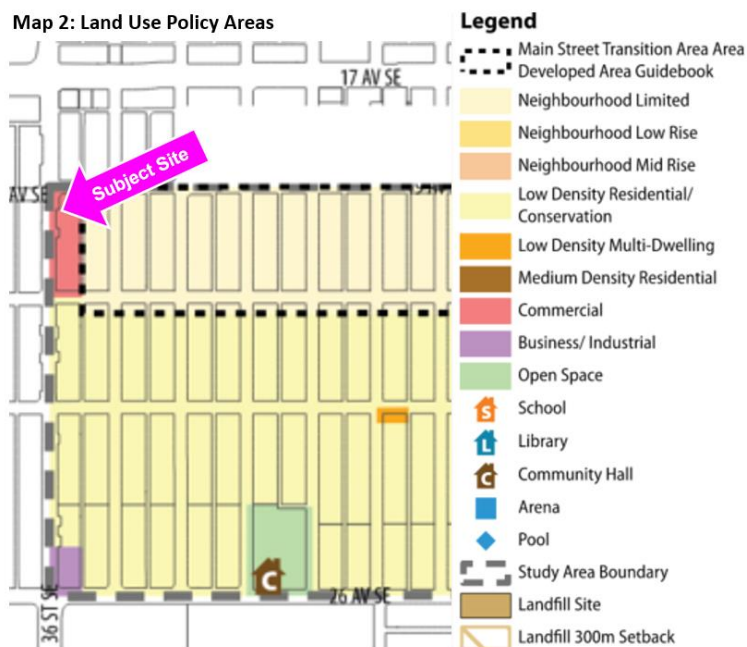 Map 2: Land Use Policy Areas
17 AV SE
AV SE
Subject Site
36 ST SE
26 AV SE
C
Legend
Main Street Transition Area Area
Developed Area Guidebook
Neighbourhood Limited
Neighbourhood Low Rise
Neighbourhood Mid Rise
Low Density Residential/
Conservation
Low Density Multi-Dwelling
Medium Density Residential
Commercial
Business/ Industrial
Open Space
S School
L Library
C Community Hall
Arena
Pool
Study Area Boundary
Landfill Site
Landfill 300m Setback